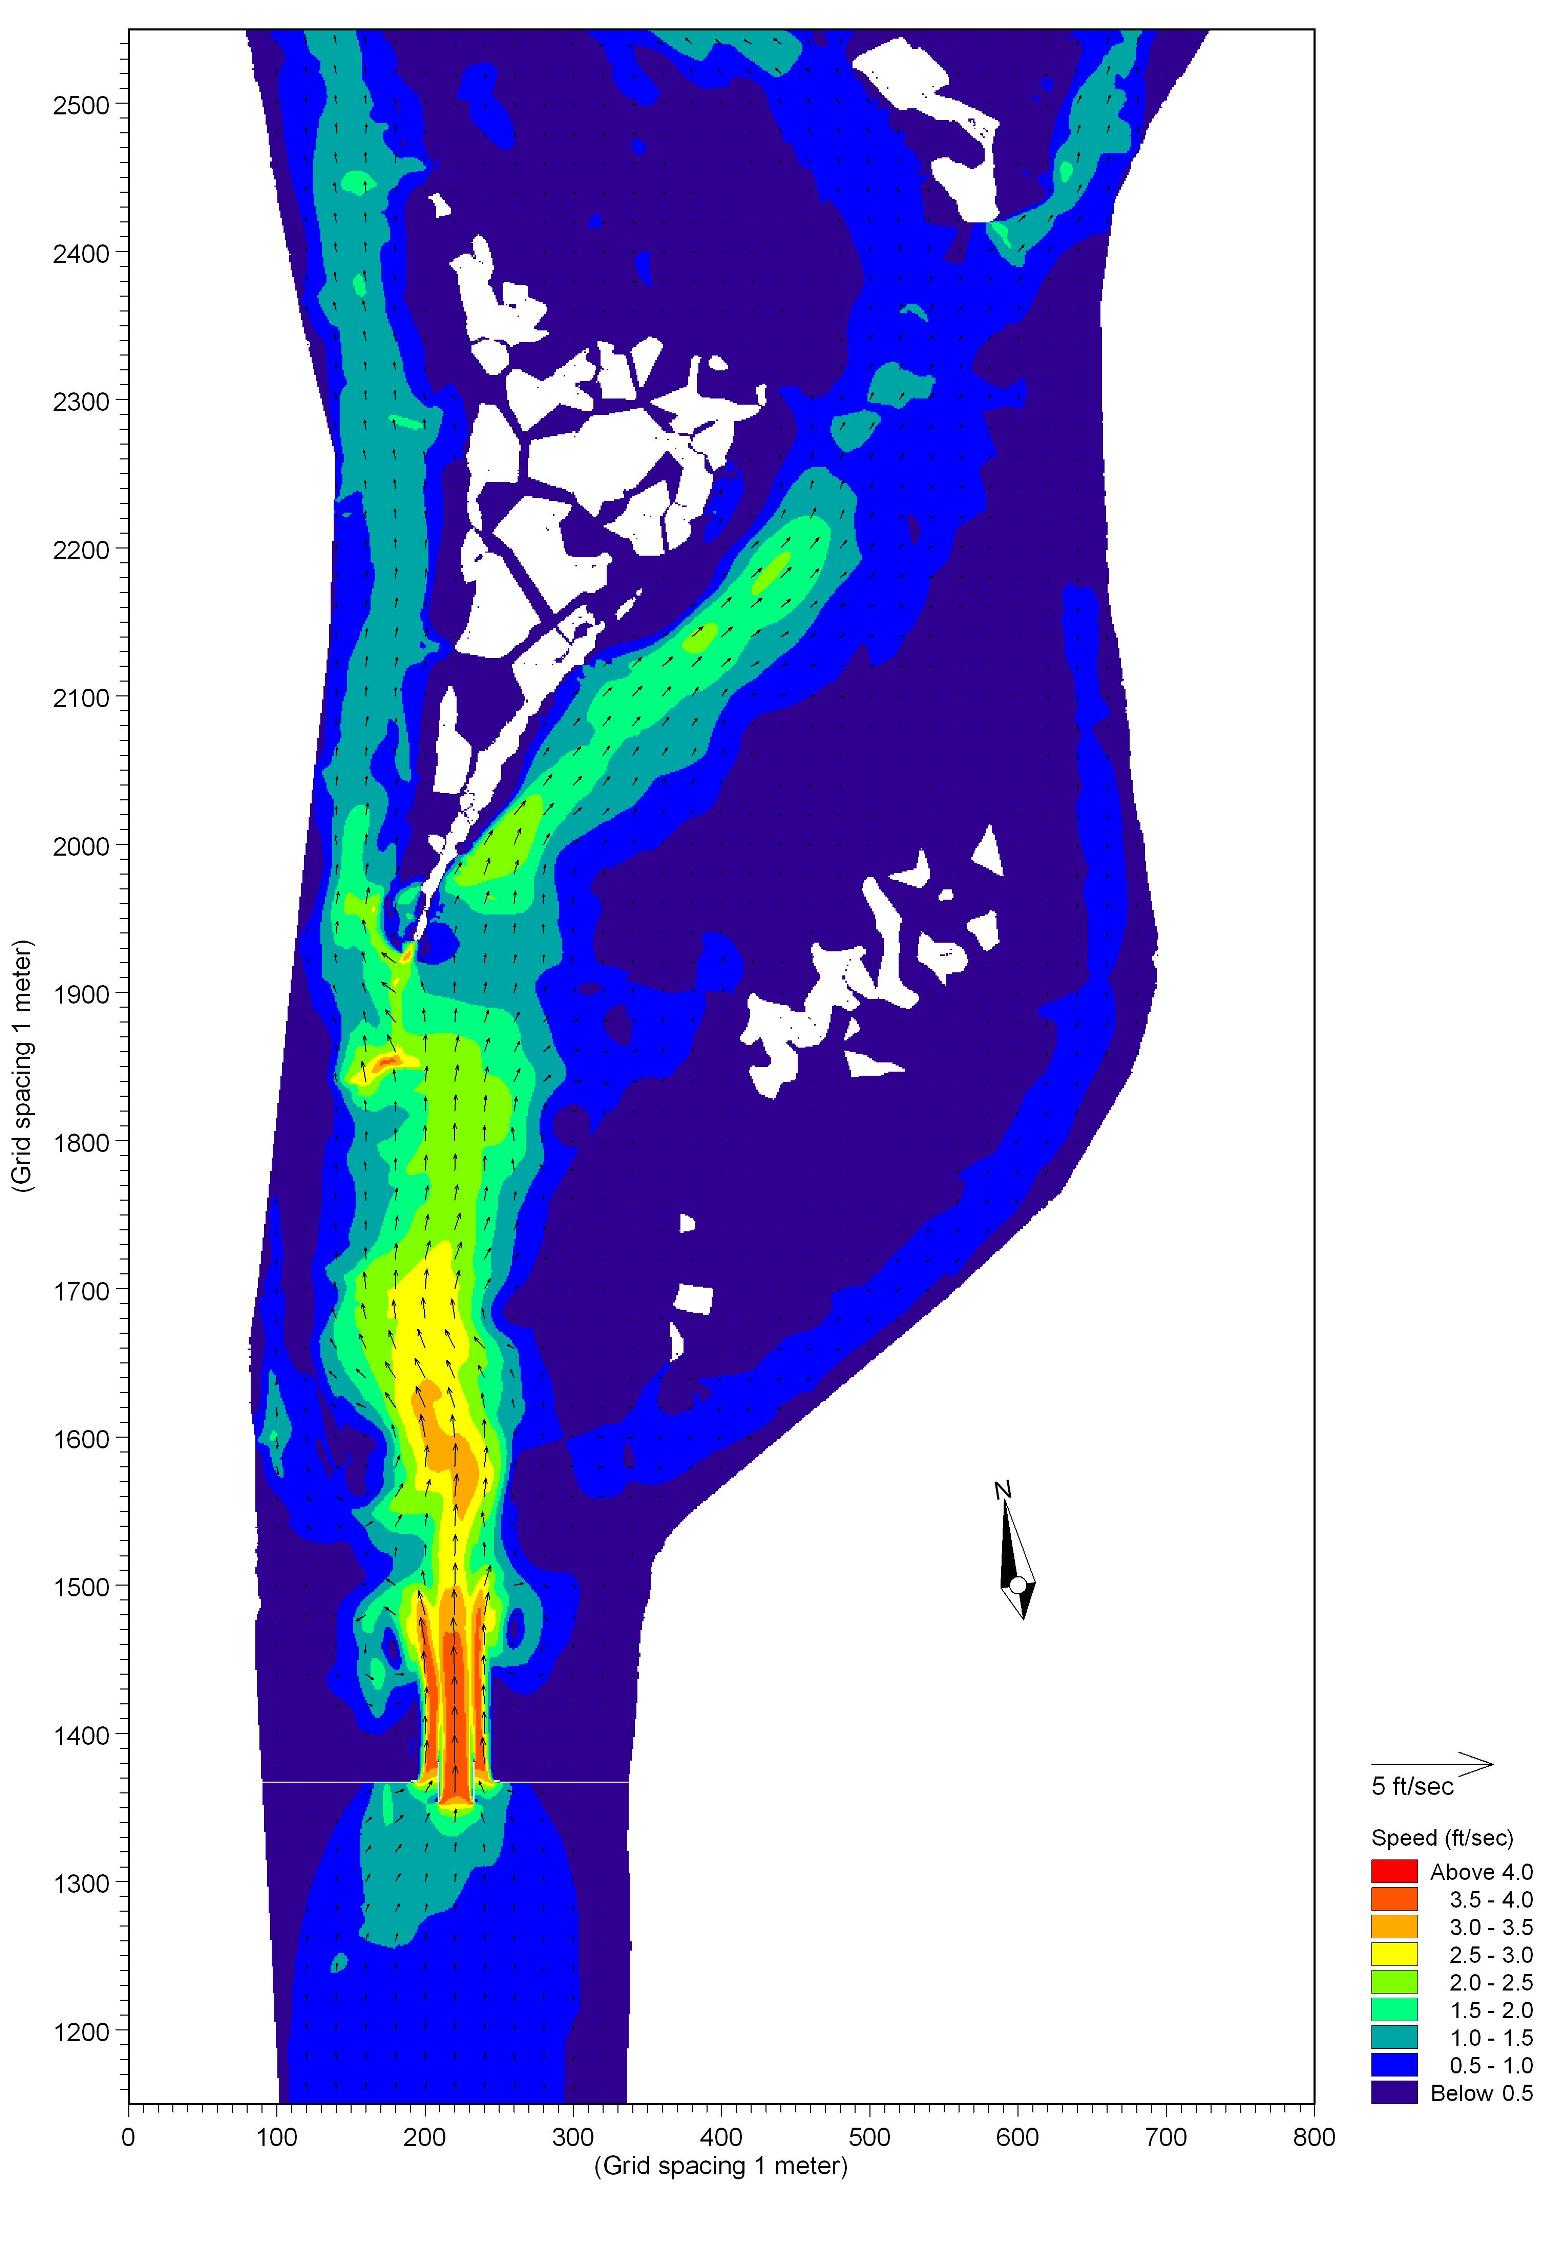 2500
2400
2300
2200
2100
2000
1900
1800
1700
1600
1500
1400
1300
1200
(Grid spacing 1 meter)
0 100 200 300 400 500 600 700 800
(Grid spacing 1 meter)
N
5 ft/sec
Speed (ft/sec)
Above 4.0
3.5 - 4.0
3.0 - 3.5
2.5 - 3.0
2.0 - 2.5
1.5 - 2.0
1.0 - 1.5
0.5 - 1.0
Below 0.5